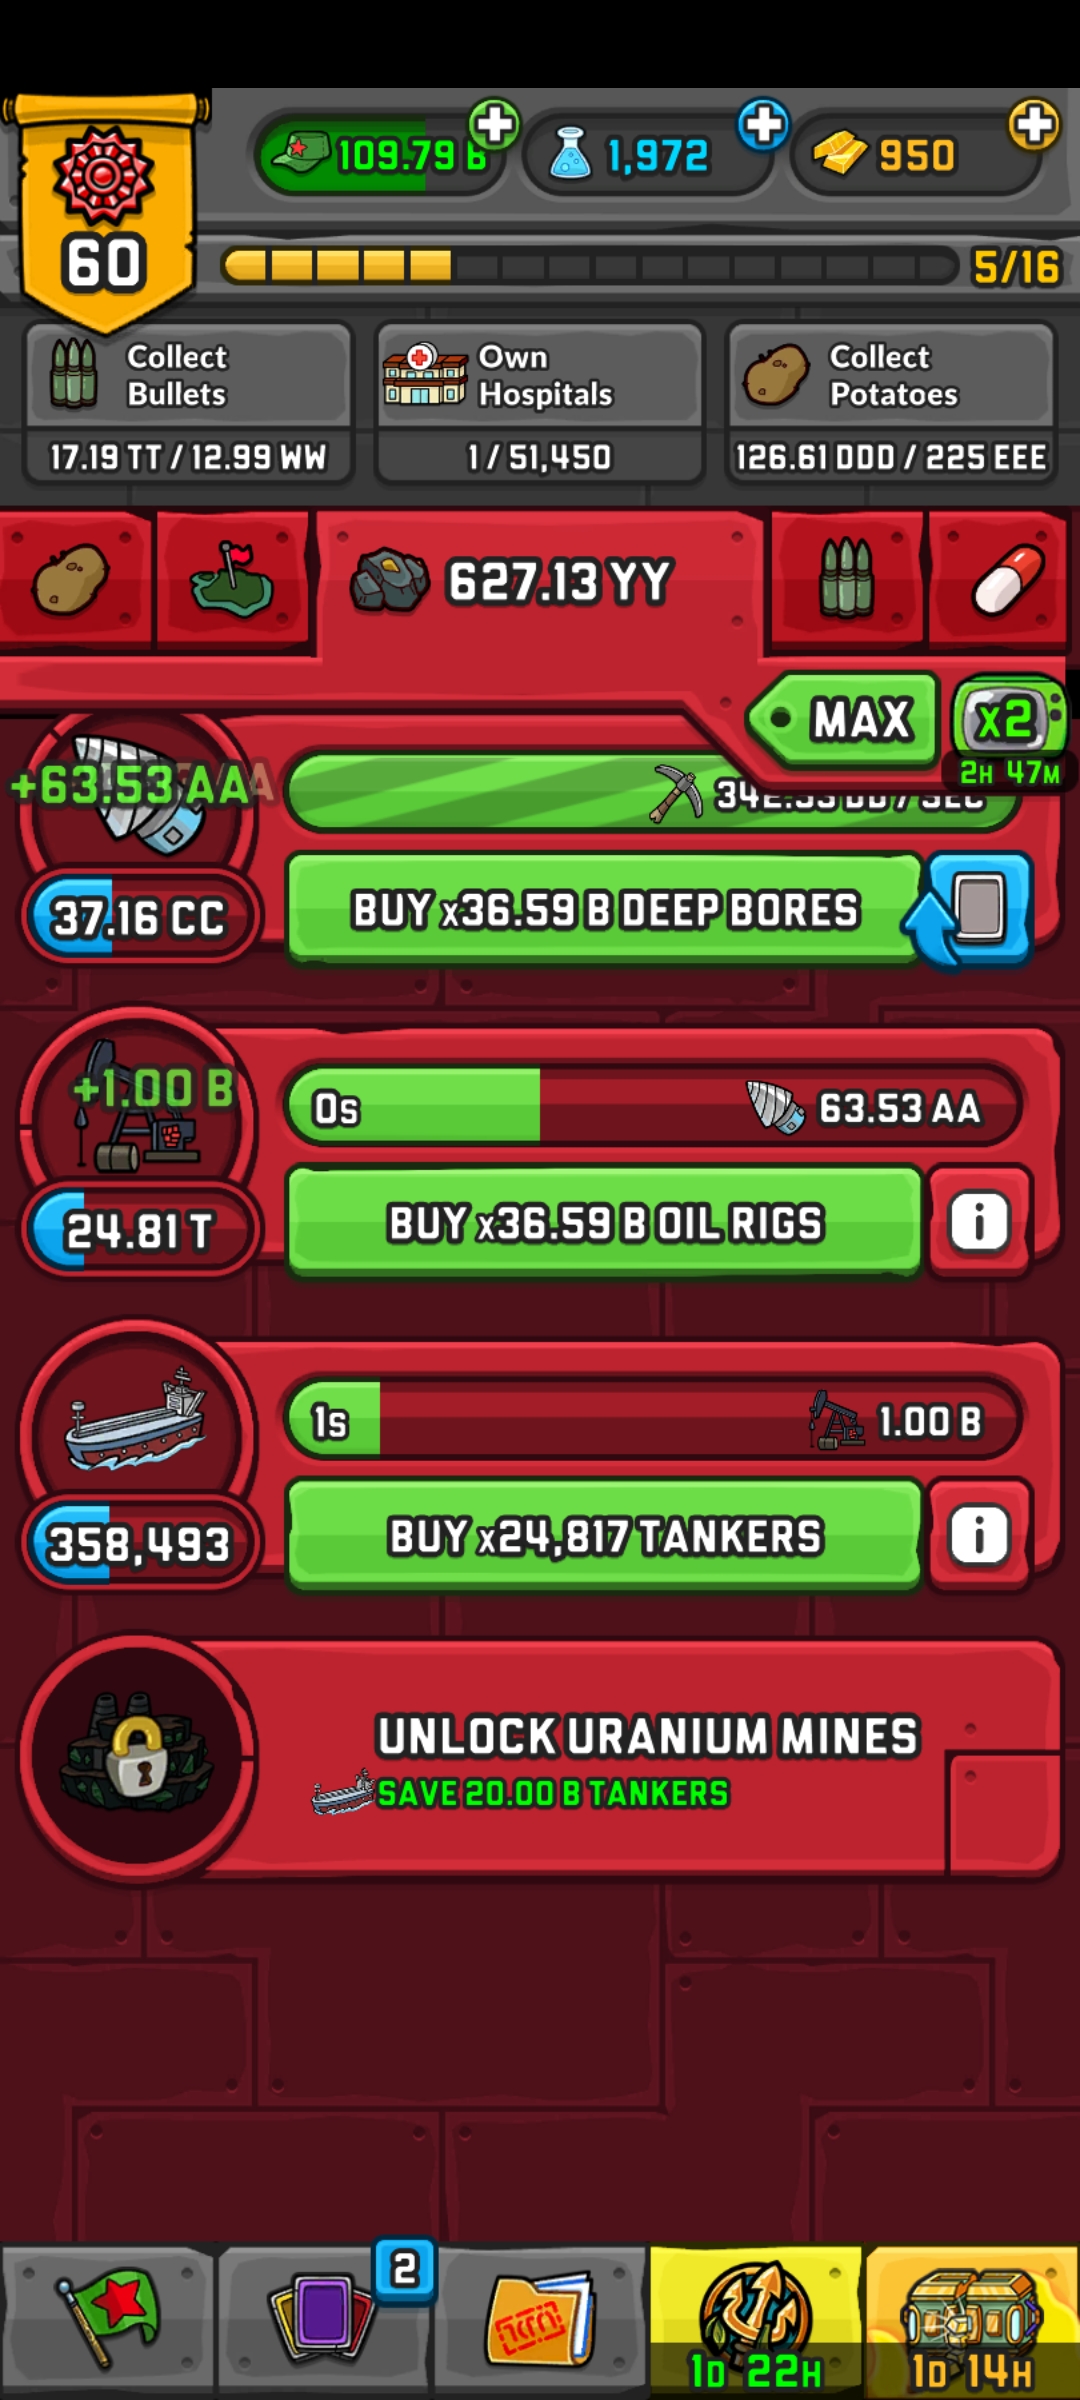 109.79 B
1,972
950
60
5/16
Collect
Bullets
Own
Hospitals
Collect
Potatoes
17.19 TT / 12.99 WW
1 / 51,450
126.61 DDD / 225 EEE
627.13 YY
MAX
x2
2H 47M
+63.53 AA
342.53 DD / SEC
37.16 CC
BUY x36.59 B DEEP BORES
+1.00 B
0s
63.53 AA
24.81 T
BUY x36.59 B OIL RIGS
i
1s
1.00 B
358,493
BUY x24,817 TANKERS
i
UNLOCK URANIUM MINES
SAVE 20.00 B TANKERS
2
1D 22H
1D 14H